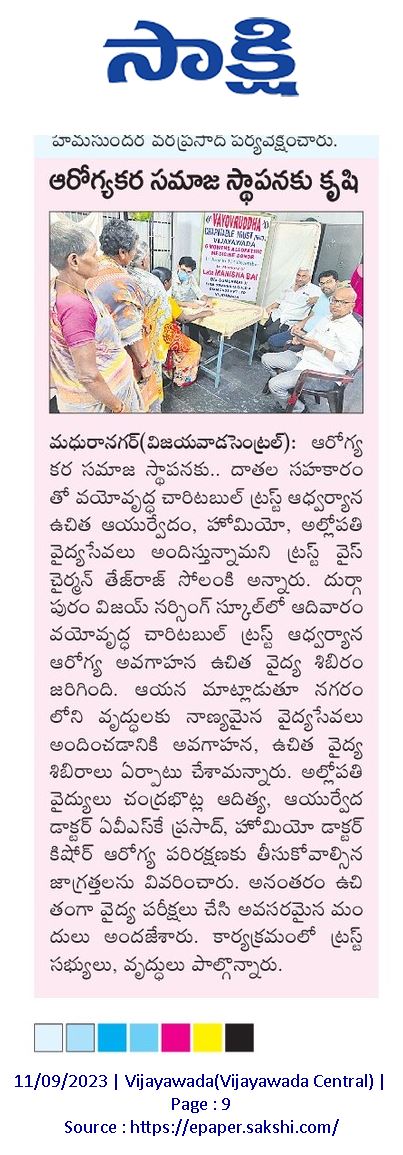 సాక్షి
హేమసుందర వరప్రసాద్ పర్యవేక్షించారు.
ఆరోగ్యకర సమాజ స్థాపనకు కృషి
VAYOVRUDDHA
CHARITABLE TRUST
VIJAYAWADA
MEDICINE DONOR
Late MANISHA BAI
మధురానగర్(విజయవాడసెంట్రల్): ఆరోగ్య
కర సమాజ స్థాపనకు.. దాతల సహకారం
తో వయోవృద్ధ చారిటబుల్ ట్రస్ట్ ఆధ్వర్యాన
ఉచిత ఆయుర్వేదం, హోమియో, అల్లోపతి
వైద్యసేవలు అందిస్తున్నామని ట్రస్ట్ వైస్
చైర్మన్ తేజ్‌రాజ్ సోలంకి అన్నారు. దుర్గా
పురం విజయ్ నర్సింగ్ స్కూల్‌లో ఆదివారం
వయోవృద్ధ చారిటబుల్ ట్రస్ట్ ఆధ్వర్యాన
ఆరోగ్య అవగాహన ఉచిత వైద్య శిబిరం
జరిగింది. ఆయన మాట్లాడుతూ నగరం
లోని వృద్ధులకు నాణ్యమైన వైద్యసేవలు
అందించడానికి అవగాహన, ఉచిత వైద్య
శిబిరాలు ఏర్పాటు చేశామన్నారు. అల్లోపతి
వైద్యులు చంద్రభొట్ల ఆదిత్య, ఆయుర్వేద
డాక్టర్ ఏవీఎస్‌కే ప్రసాద్, హోమియో డాక్టర్
కిషోర్ ఆరోగ్య పరిరక్షణకు తీసుకోవాల్సిన
జాగ్రత్తలను వివరించారు. అనంతరం ఉచి
తంగా వైద్య పరీక్షలు చేసి అవసరమైన మం
దులు అందజేశారు. కార్యక్రమంలో ట్రస్ట్
సభ్యులు, వృద్ధులు పాల్గొన్నారు.
11/09/2023 | Vijayawada(Vijayawada Central) |
Page : 9
Source : https://epaper.sakshi.com/